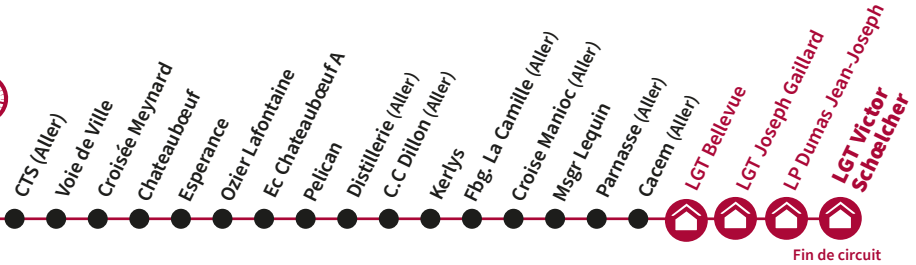 CTS (Aller)
Voie de Ville
Croisée Meynard
Chateaubœuf
Esperance
Ozier Lafontaine
Ec Chateaubœuf A
Pelican
Distillerie (Aller)
C.C Dillon (Aller)
Kerlys
Fbg. La Camille (Aller)
Croise Manioc (Aller)
Msgr Lequin
Parnasse (Aller)
Cacem (Aller)
LGT Bellevue
LGT Joseph Gaillard
LP Dumas Jean-Joseph
LGT Victor
Schœlcher
Fin de circuit